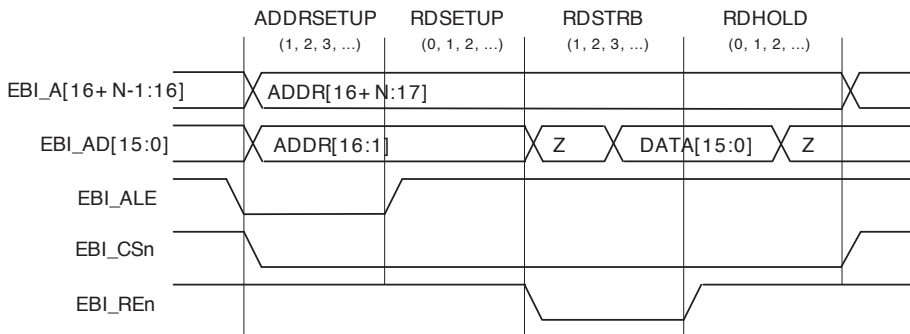 ADDRSETUP RDSETUP RDSTRB RDHOLD
(1, 2, 3, ...) (0, 1, 2, ...) (1, 2, 3, ...) (0, 1, 2, ...)
EBI_A[16+N-1:16] ADDR[16+N:17]
EBI_AD[15:0] ADDR[16:1] Z DATA[15:0] Z
EBI_ALE
EBI_CSn
EBI_REn